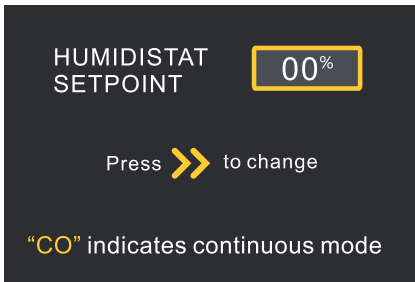 HUMIDISTAT
SETPOINT
00%
Press >> to change
“CO” indicates continuous mode